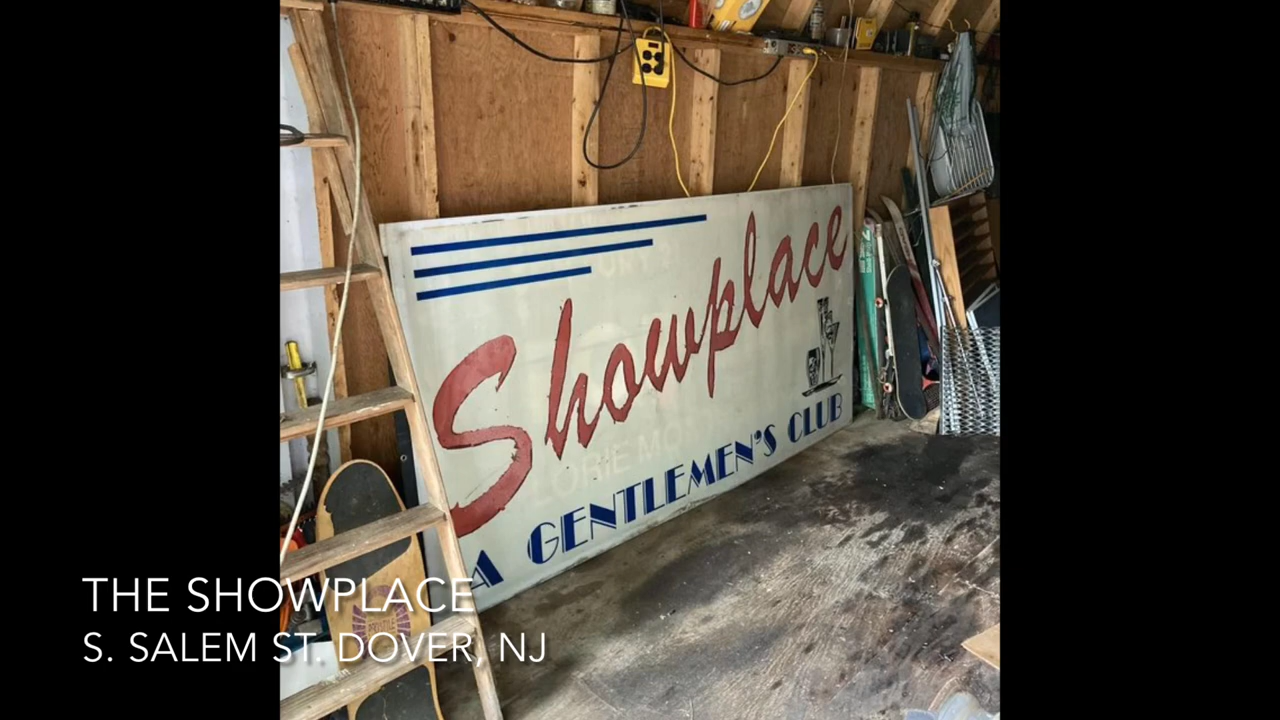 Showplace
A GENTLEMEN'S CLUB
THE SHOWPLACE
S. SALEM ST. DOVER, NJ